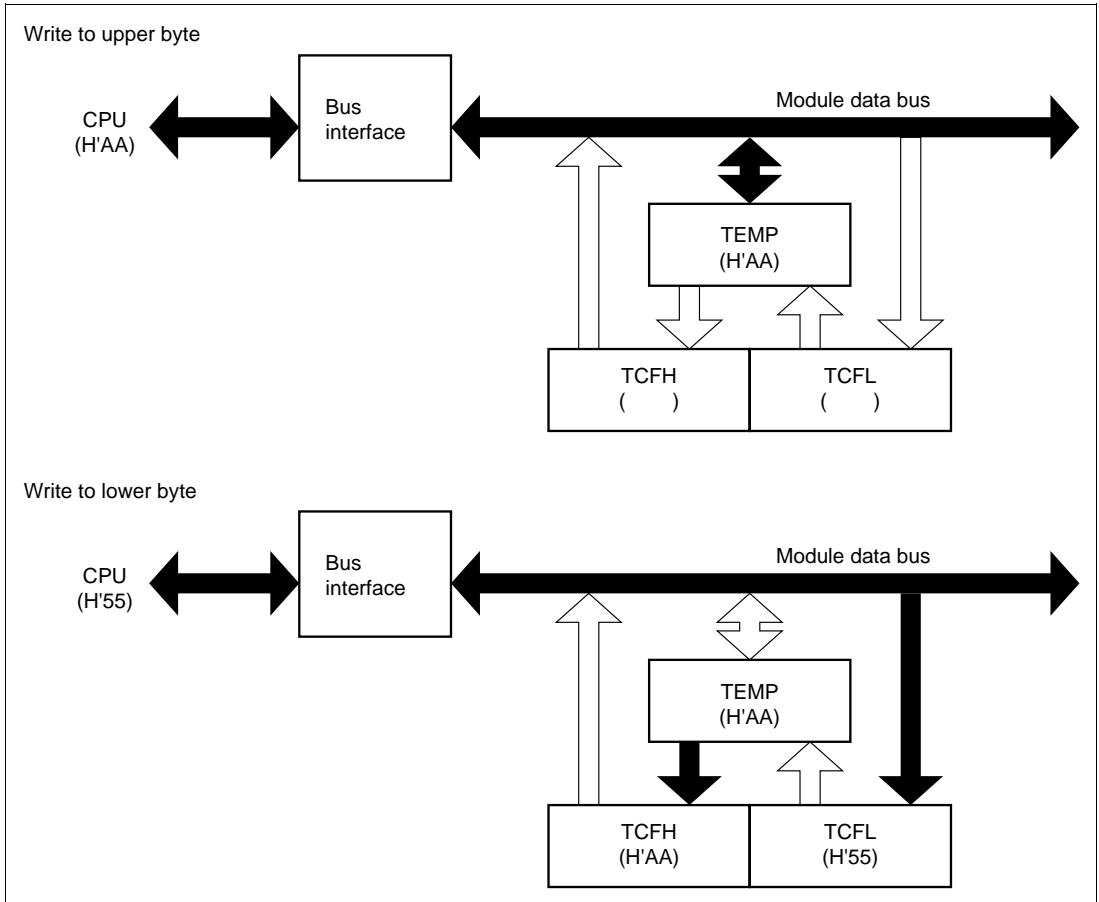 Write to upper byte
CPU
(H'AA)
Bus
interface
Module data bus
TEMP
(H'AA)
TCFH
(      )
TCFL
(      )
Write to lower byte
CPU
(H'55)
Bus
interface
Module data bus
TEMP
(H'AA)
TCFH
(H'AA)
TCFL
(H'55)